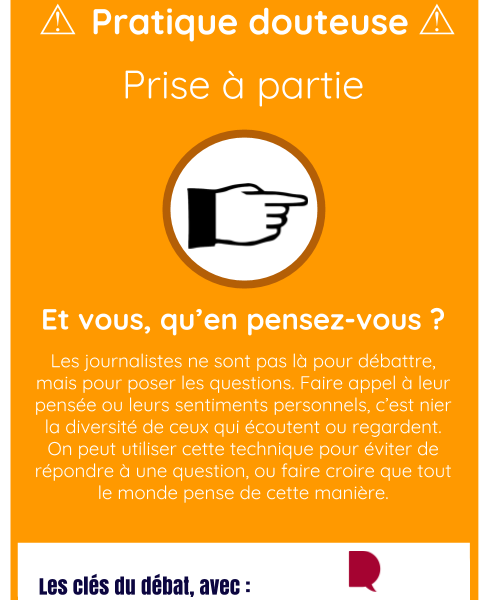 ⚠ Pratique douteuse ⚠
Prise à partie
Et vous, qu’en pensez-vous ?
Les journalistes ne sont pas là pour débattre,
mais pour poser les questions. Faire appel à leur
pensée ou leurs sentiments personnels, c’est nier
la diversité de ceux qui écoutent ou regardent.
On peut utiliser cette technique pour éviter de
répondre à une question, ou faire croire que tout
le monde pense de cette manière.
Les clés du débat, avec :